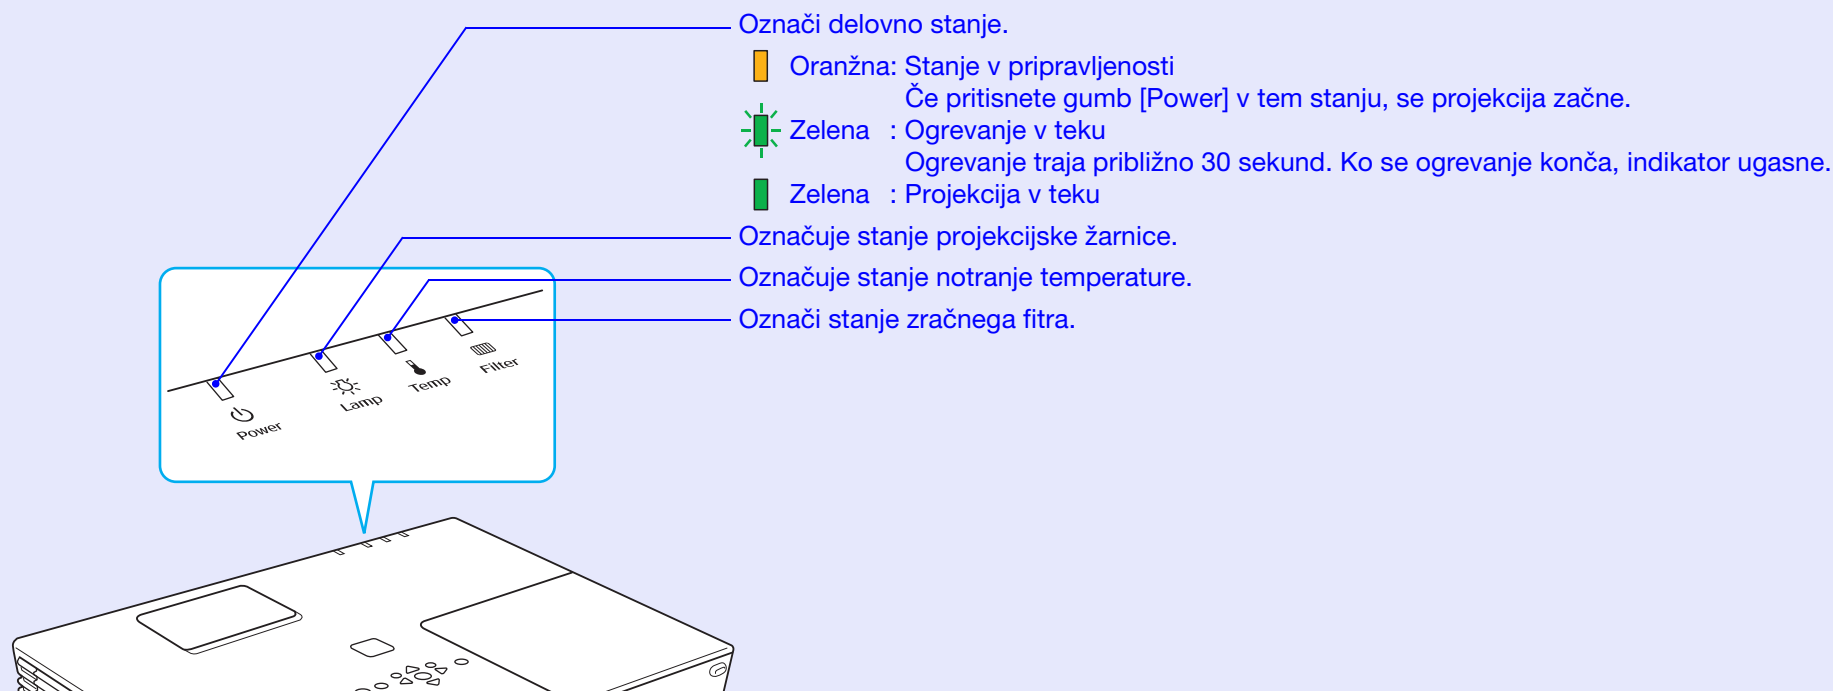 Označi delovno stanje.
Oranžna: Stanje v pripravljenosti
Če pritisnete gumb [Power] v tem stanju, se projekcija začne.
Zelena : Ogrevanje v teku
Ogrevanje traja približno 30 sekund. Ko se ogrevanje konča, indikator ugasne.
Zelena : Projekcija v teku
Označuje stanje projekcijske žarnice.
Označuje stanje notranje temperature.
Označi stanje zračnega fitra.
Power
Lamp
Temp
Filter